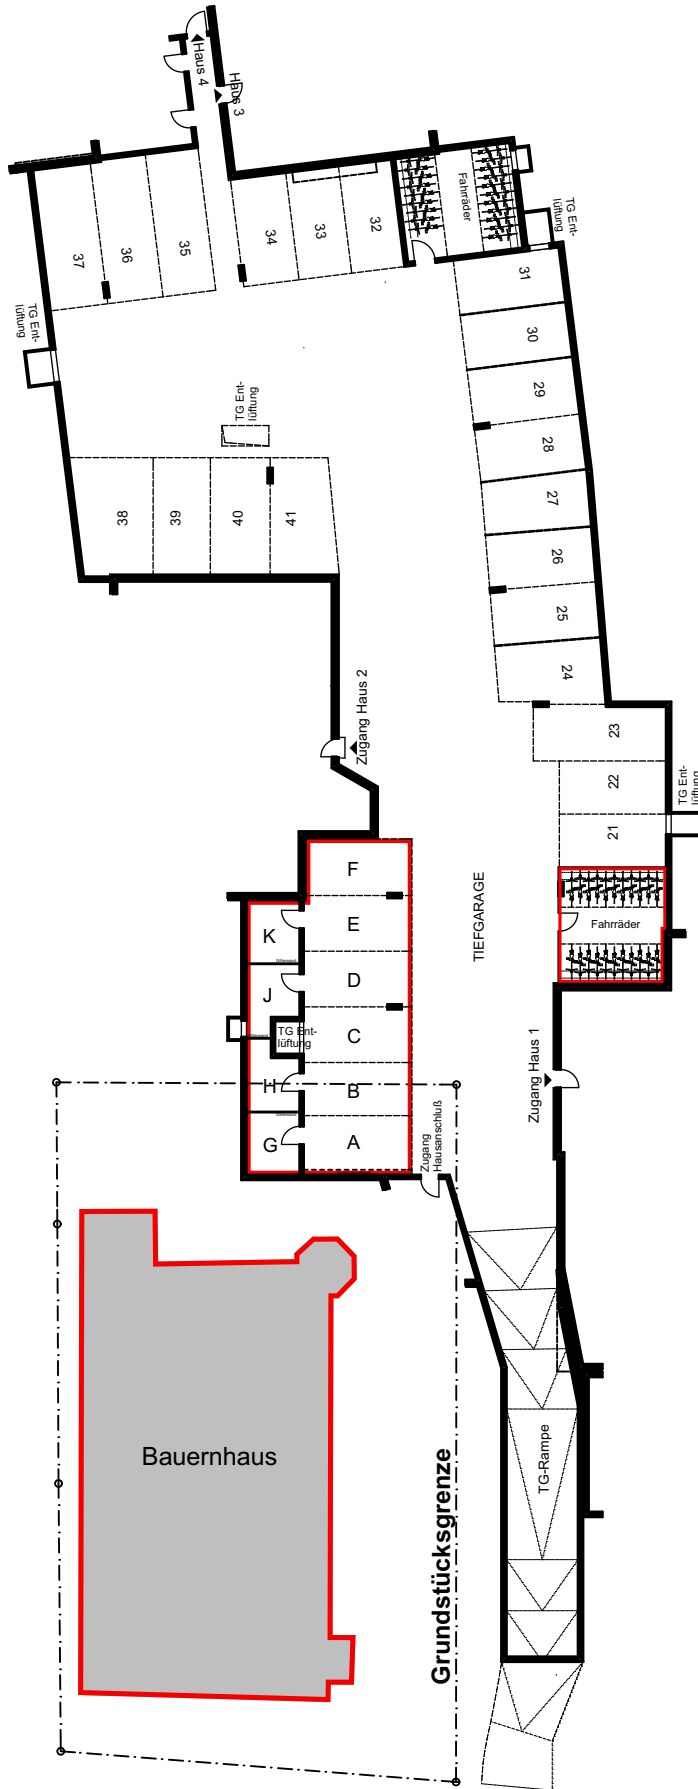 Haus 4
Haus 3
Fahrräder
TG Ent-
lüftung
37
36
35
34
33
32
31
30
29
28
27
26
25
24
23
22
21
TG Ent-
lüftung
TG Ent-
lüftung
38
39
40
41
Zugang Haus 2
TG Ent-
lüftung
TIEFGARAGE
F
E
D
C
B
A
K
J
H
G
TG Ent-
lüftung
Fahrräder
Zugang Haus 1
Zugang
Hausanschluß
Bauernhaus
Grundstücksgrenze
TG-Rampe